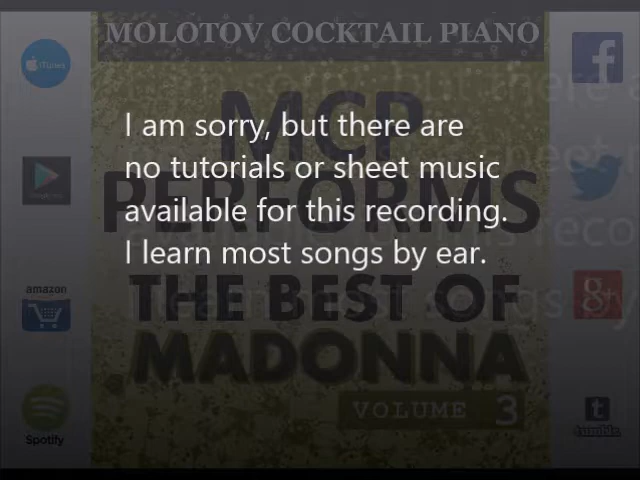 MOLOTOV COCKTAIL PIANO
iTunes
MCP
PERFORMS
I am sorry, but there are
no tutorials or sheet music
available for this recording.
I learn most songs by ear.
THE BEST OF
MADONNA
VOLUME 3
amazon
Spotify
f
g+
t
tumblr.